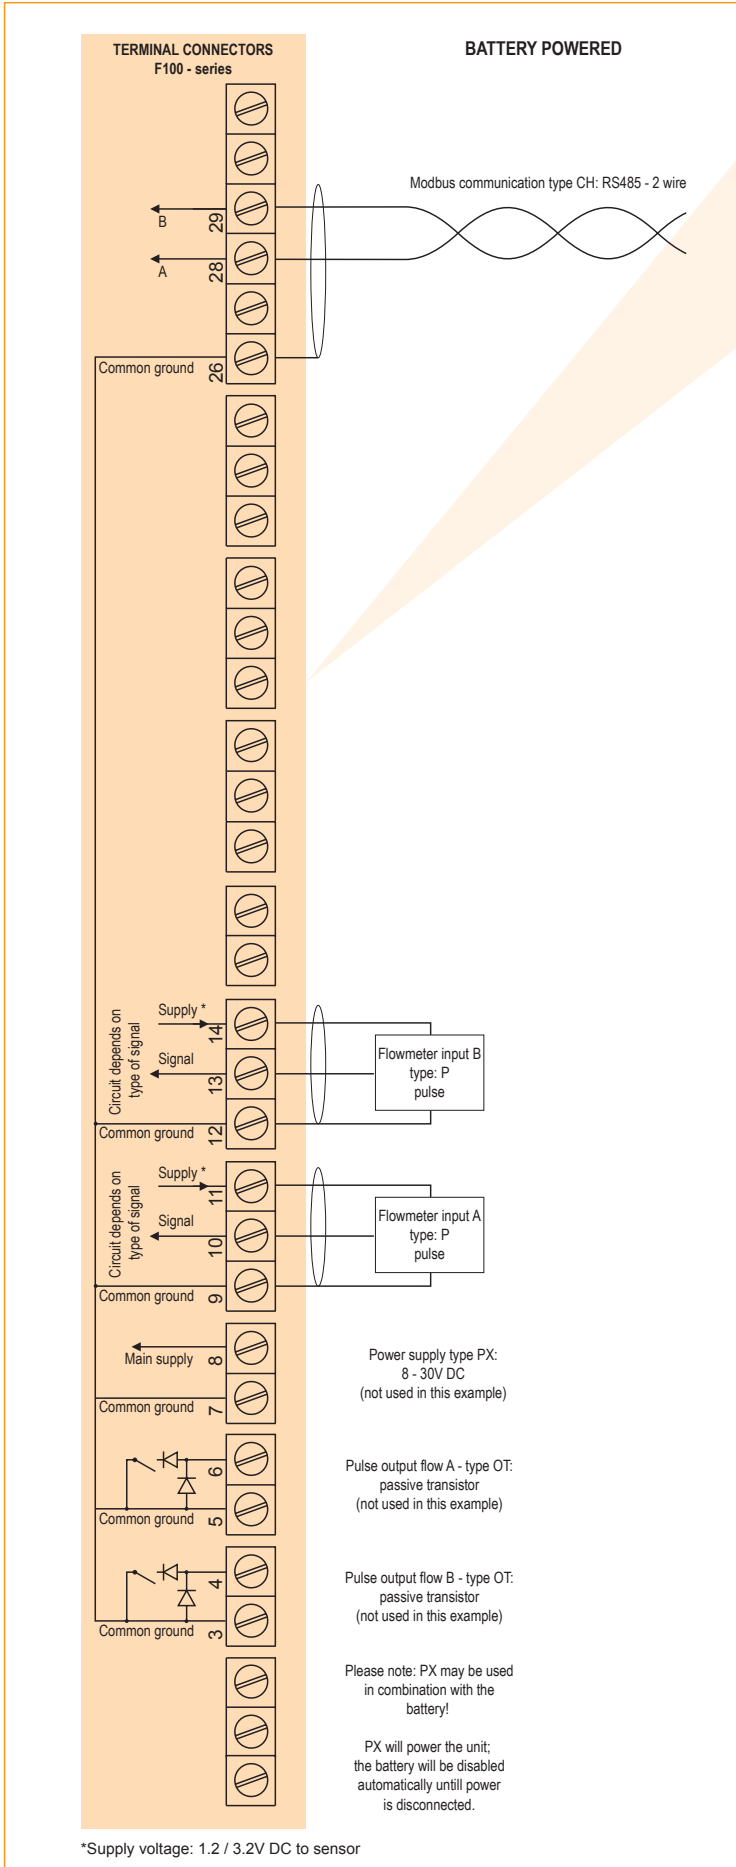 TERMINAL CONNECTORS
F100 - series
BATTERY POWERED
Modbus communication type CH: RS485 - 2 wire
B
29
A
28
Common ground
26
Supply *
14
Circuit depends on
type of signal
Signal
13
Flowmeter input B
type: P
pulse
Common ground
12
Supply *
11
Circuit depends on
type of signal
Signal
10
Flowmeter input A
type: P
pulse
Common ground
9
Main supply
8
Power supply type PX:
8 - 30V DC
(not used in this example)
Common ground
7
6
Pulse output flow A - type OT:
passive transistor
(not used in this example)
Common ground
5
4
Pulse output flow B - type OT:
passive transistor
(not used in this example)
Common ground
3
Please note: PX may be used
in combination with the
battery!
PX will power the unit;
the battery will be disabled
automatically untill power
is disconnected.
*Supply voltage: 1.2 / 3.2V DC to sensor